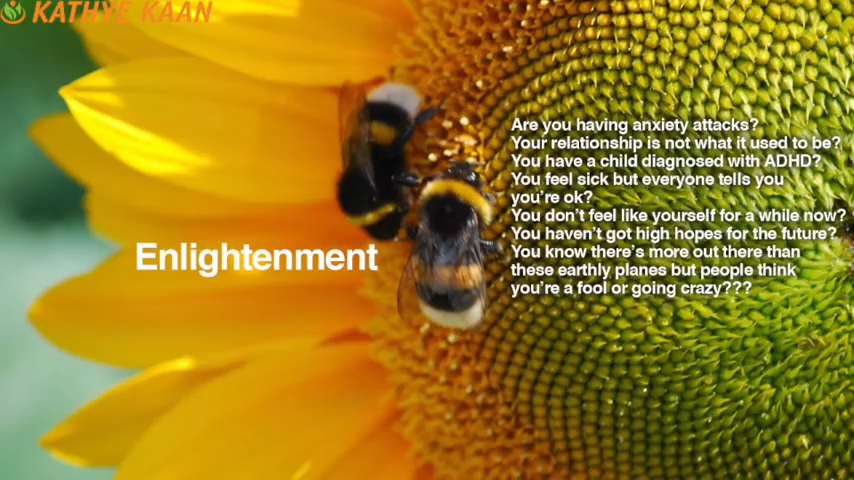 KATHYE KAAN
Enlightenment
Are you having anxiety attacks?
Your relationship is not what it used to be?
You have a child diagnosed with ADHD?
You feel sick but everyone tells you
you're ok?
You don't feel like yourself for a while now?
You haven't got high hopes for the future?
You know there's more out there than
these earthly planes but people think
you're a fool or going crazy???